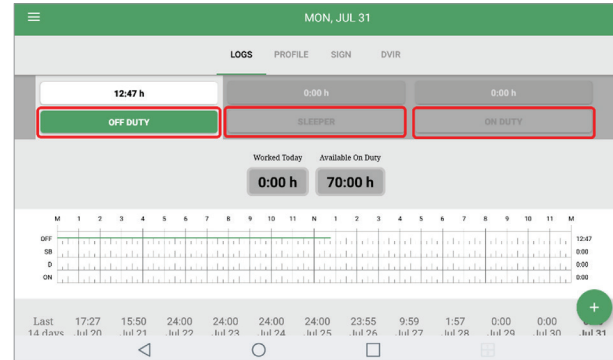 MON, JUL 31
LOGS PROFILE SIGN DVIR
12:47 h 0:00 h 0:00 h
OFF DUTY SLEEPER ON DUTY
Worked Today Available On Duty
0:00 h 70:00 h
M 1 2 3 4 5 6 7 8 9 10 11 N 1 2 3 4 5 6 7 8 9 10 11 M
OFF 12:47
SB 0:00
D 0:00
ON 0:00
+
Last 17:27 15:50 24:00 24:00 24:00 24:00 23:55 9:59 1:57 0:00 0:00
14 days Jul 20 Jul 21 Jul 22 Jul 23 Jul 24 Jul 25 Jul 26 Jul 27 Jul 28 Jul 29 Jul 30 Jul 31